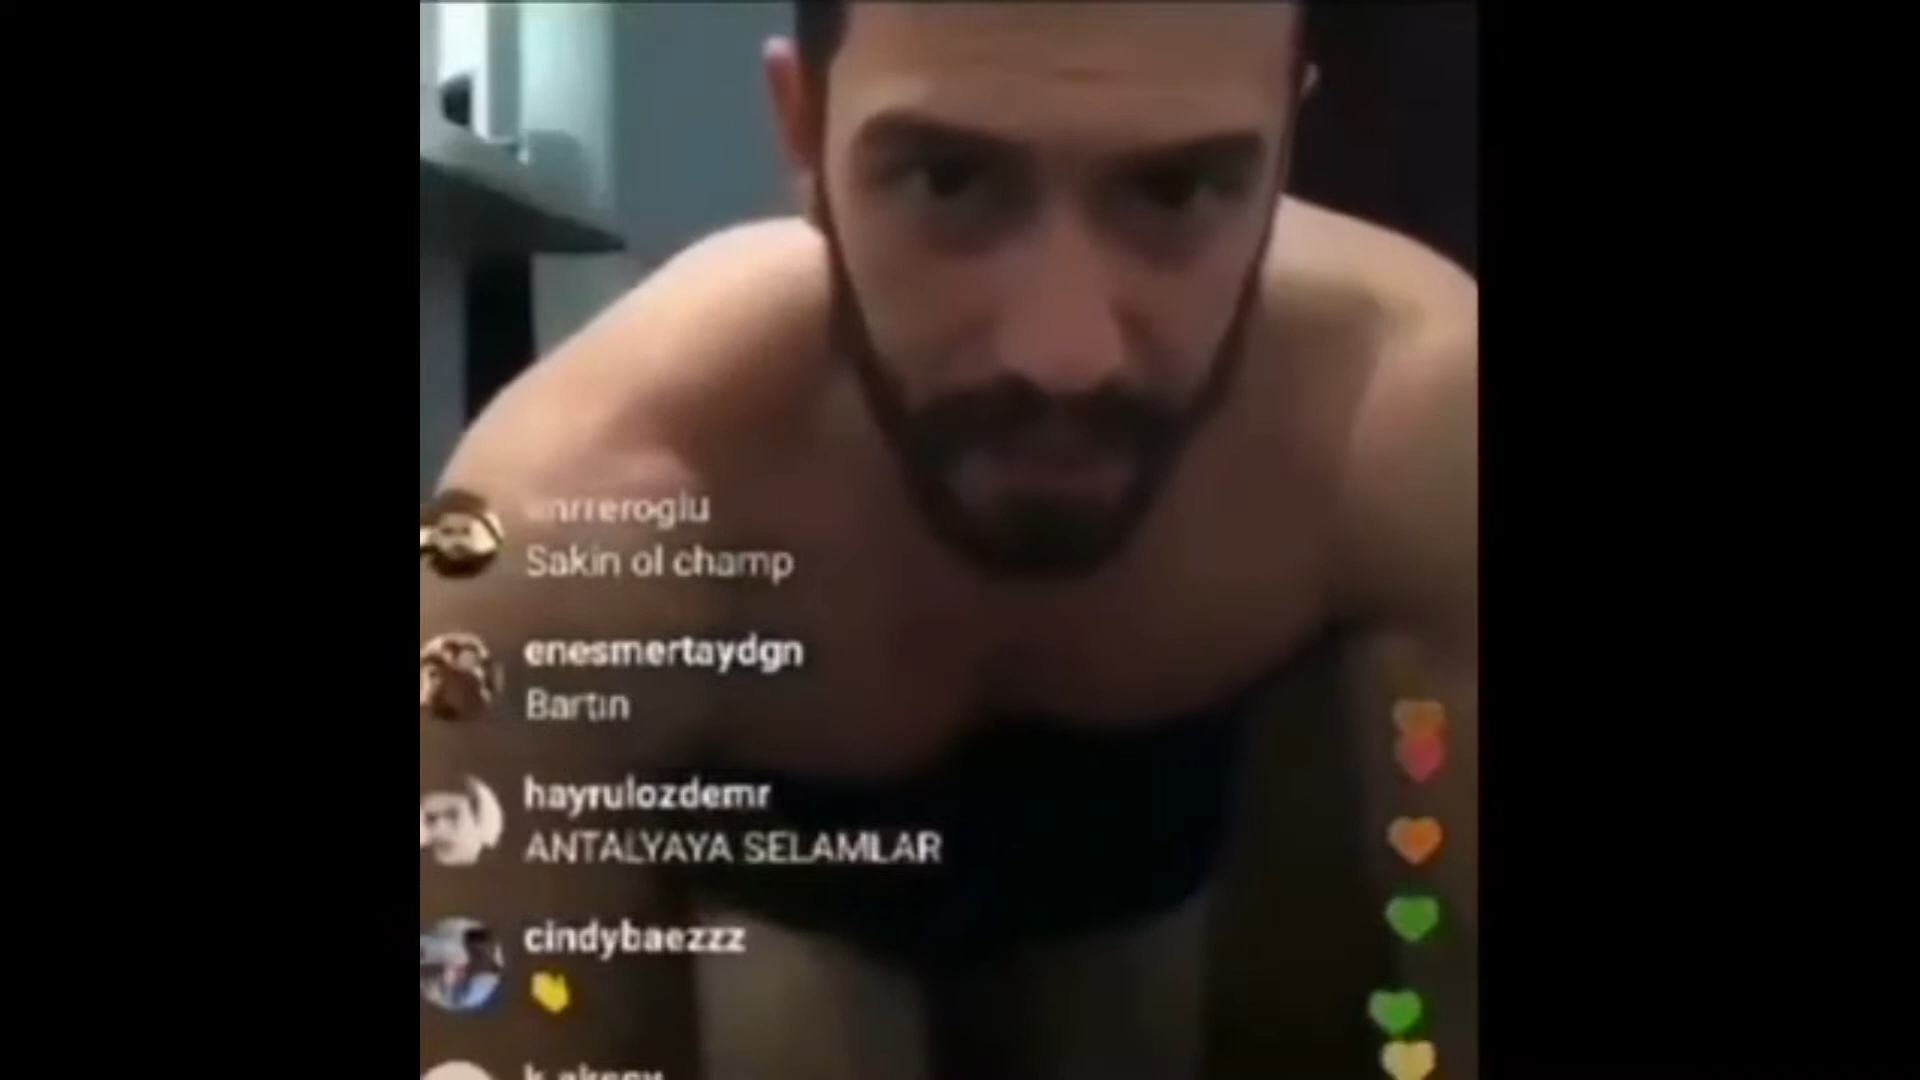 Sakin ol champ
enesmertaydgn
Bartın
hayrulozdemr
ANTALYAYA SELAMLAR
cindybaezzz